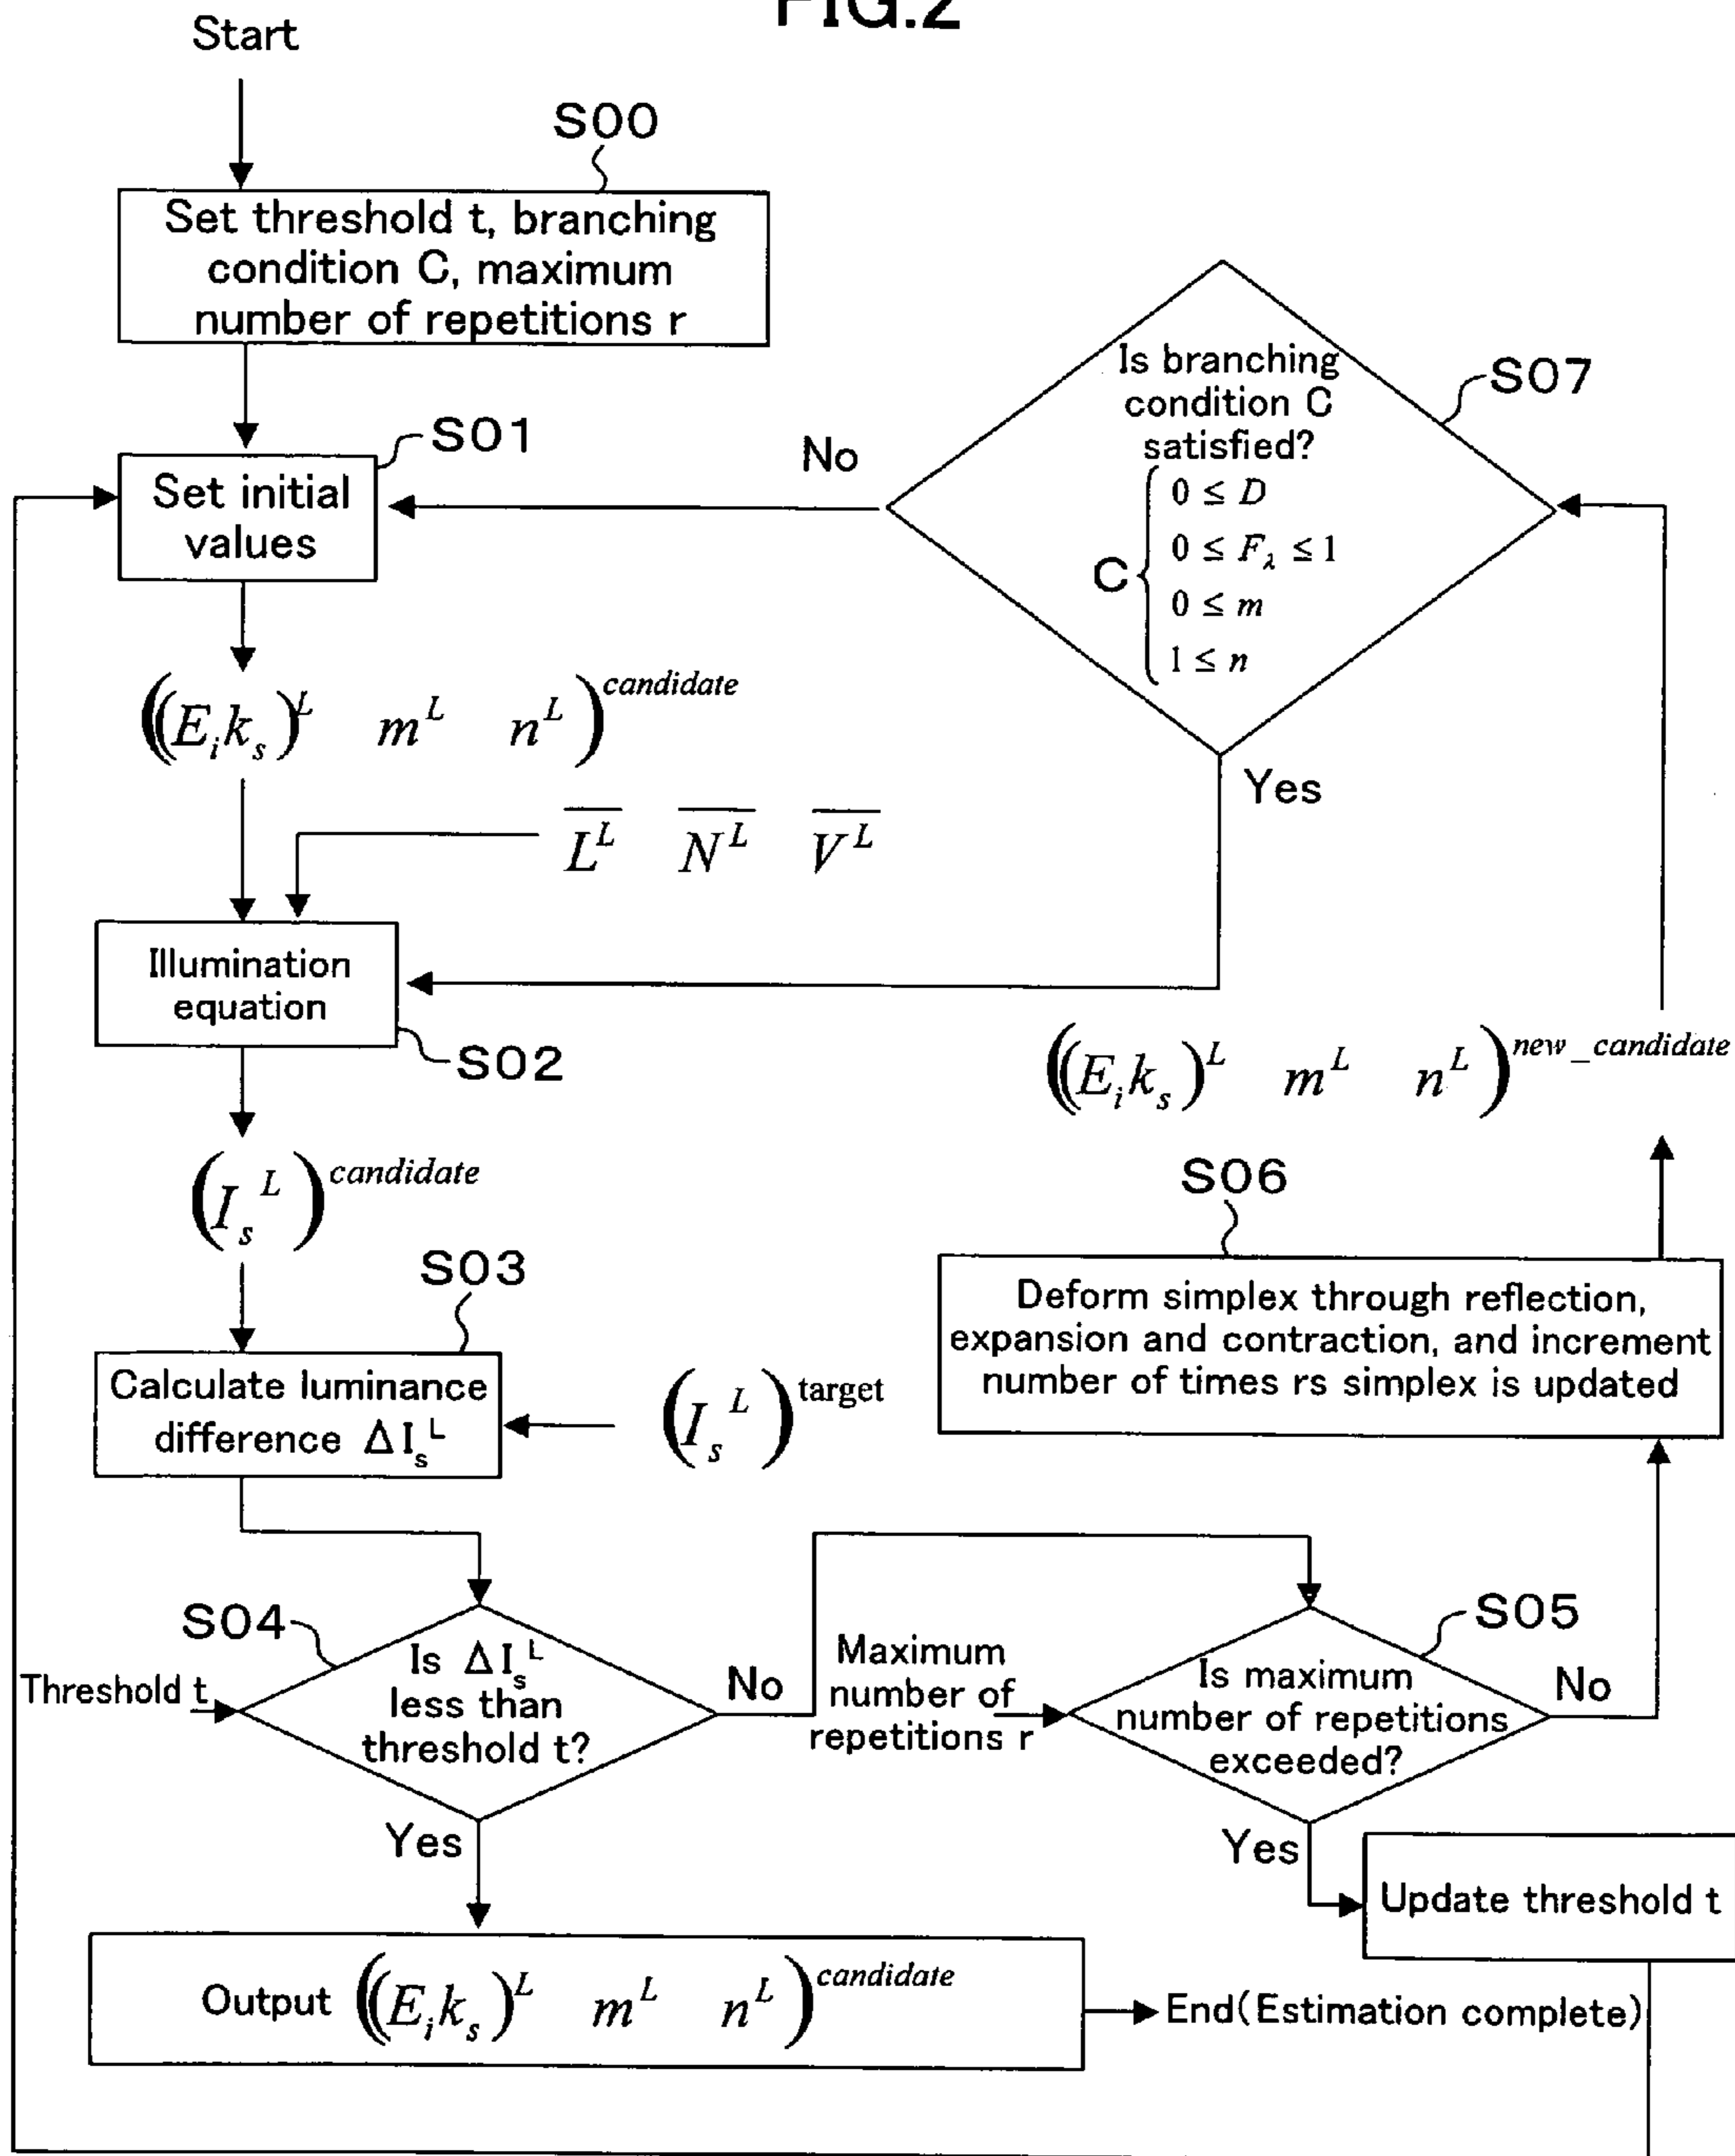 FIG.2
Start
S00
Set threshold t, branching
condition C, maximum
number of repetitions r
S01
Set initial
values
No
S07
Is branching
condition C
satisfied?
C { 0 ≤ D
0 ≤ F_λ ≤ 1
0 ≤ m
1 ≤ n
Yes
((E_i k_s)^L m^L n^L)^candidate
L^L N^L V^L
Illumination
equation
S02
((E_i k_s)^L m^L n^L)^new_candidate
(I_s^L)^candidate
S06
Deform simplex through reflection,
expansion and contraction, and increment
number of times rs simplex is updated
S03
Calculate luminance
difference ΔI_s^L
(I_s^L)^target
S04
Threshold t
Is ΔI_s^L
less than
threshold t?
No
Yes
Maximum
number of
repetitions r
S05
Is maximum
number of repetitions
exceeded?
No
Yes
Update threshold t
Output ((E_i k_s)^L m^L n^L)^candidate
End(Estimation complete)